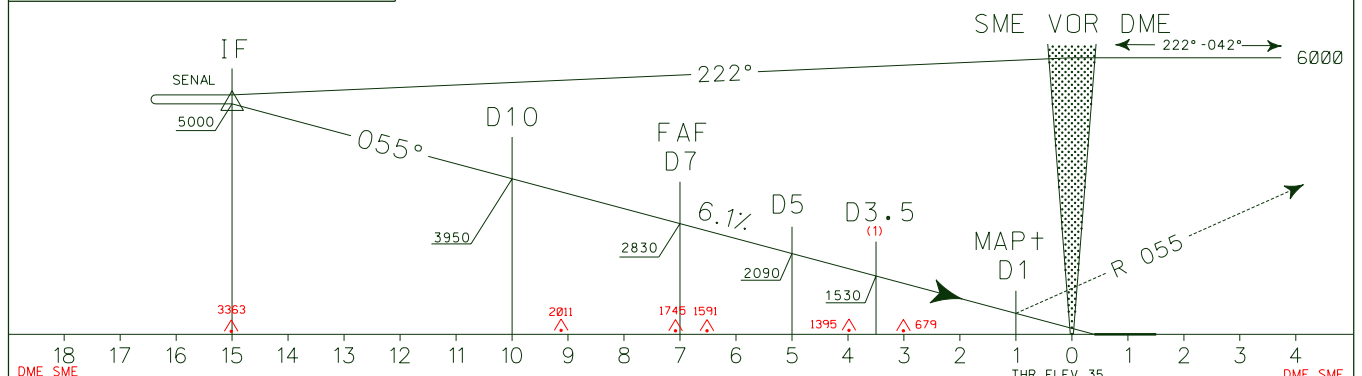 SME VOR DME
IF
222° -042°
6000
SENAL
222°
5000
D10
055°
FAF
D7
6.1%
D5
D3.5
(1)
MAP†
D1
R 055
3950
2830
2090
1530
3363
2011
1745
1591
1395
679
18 17 16 15 14 13 12 11 10 9 8 7 6 5 4 3 2 1 0 1 2 3 4
DME SME
THR ELEV 35
DME SME